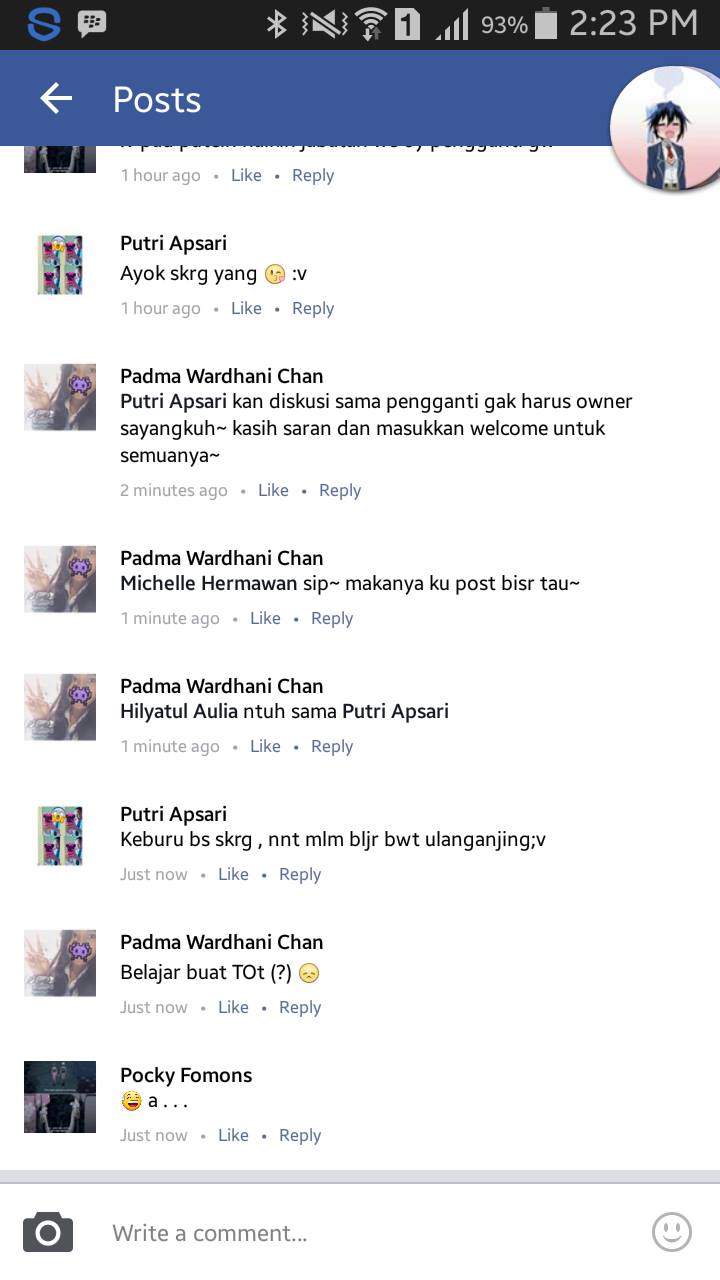 93% 2:23 PM
Posts
1 hour ago • Like • Reply
Putri Apsari
Ayok skrg yang 😘 :v
1 hour ago • Like • Reply
Padma Wardhani Chan
Putri Apsari kan diskusi sama pengganti gak harus owner
sayangkuh~ kasih saran dan masukkan welcome untuk
semuanya~
2 minutes ago • Like • Reply
Padma Wardhani Chan
Michelle Hermawan sip~ makanya ku post bisr tau~
1 minute ago • Like • Reply
Padma Wardhani Chan
Hilyatul Aulia ntuh sama Putri Apsari
1 minute ago • Like • Reply
Putri Apsari
Keburu bs skrg , nnt mlm bljr bwt ulanganjing;v
Just now • Like • Reply
Padma Wardhani Chan
Belajar buat TOt (?) 😞
Just now • Like • Reply
Pocky Fomons
😅 a . . .
Just now • Like • Reply
Write a comment...